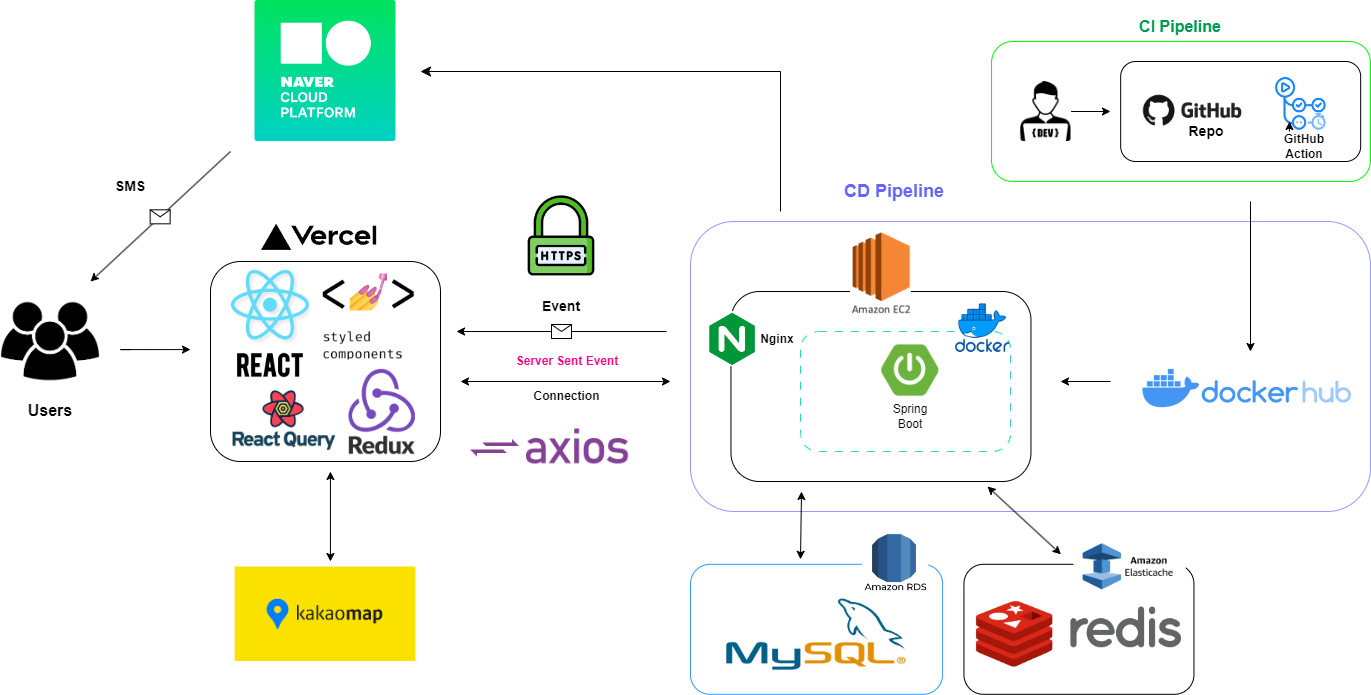 CI Pipeline
NAVER
CLOUD
PLATFORM
{DEV}
GitHub
Repo
GitHub
Action
SMS
CD Pipeline
Vercel
HTTPS
Amazon EC2
Event
Nginx
docker
< >
styled
components
REACT
Server Sent Event
Spring
Boot
Connection
docker hub
Users
React Query
Redux
axios
Amazon RDS
MySQL®
Amazon
Elasticache
redis
kakaomap